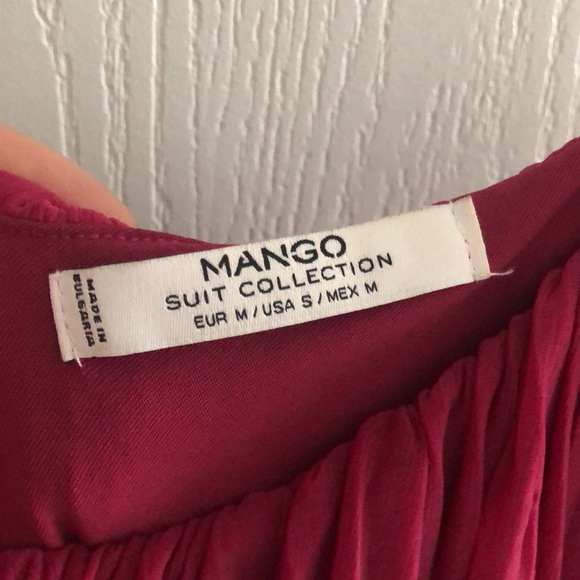 MANGO
SUIT COLLECTION
EUR M / USA S / MEX M
MADE IN
BULGARIA